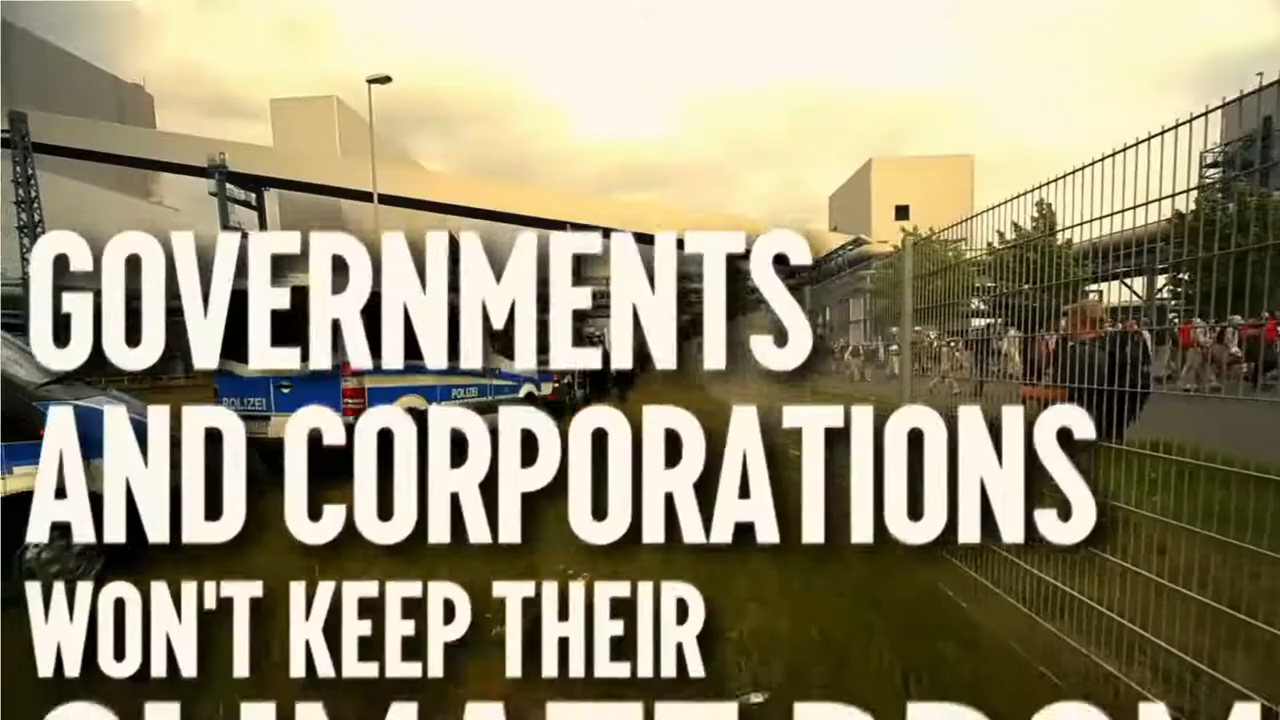 GOVERNMENTS
POLIZEI
POLIZEI
AND CORPORATIONS
WON'T KEEP THEIR